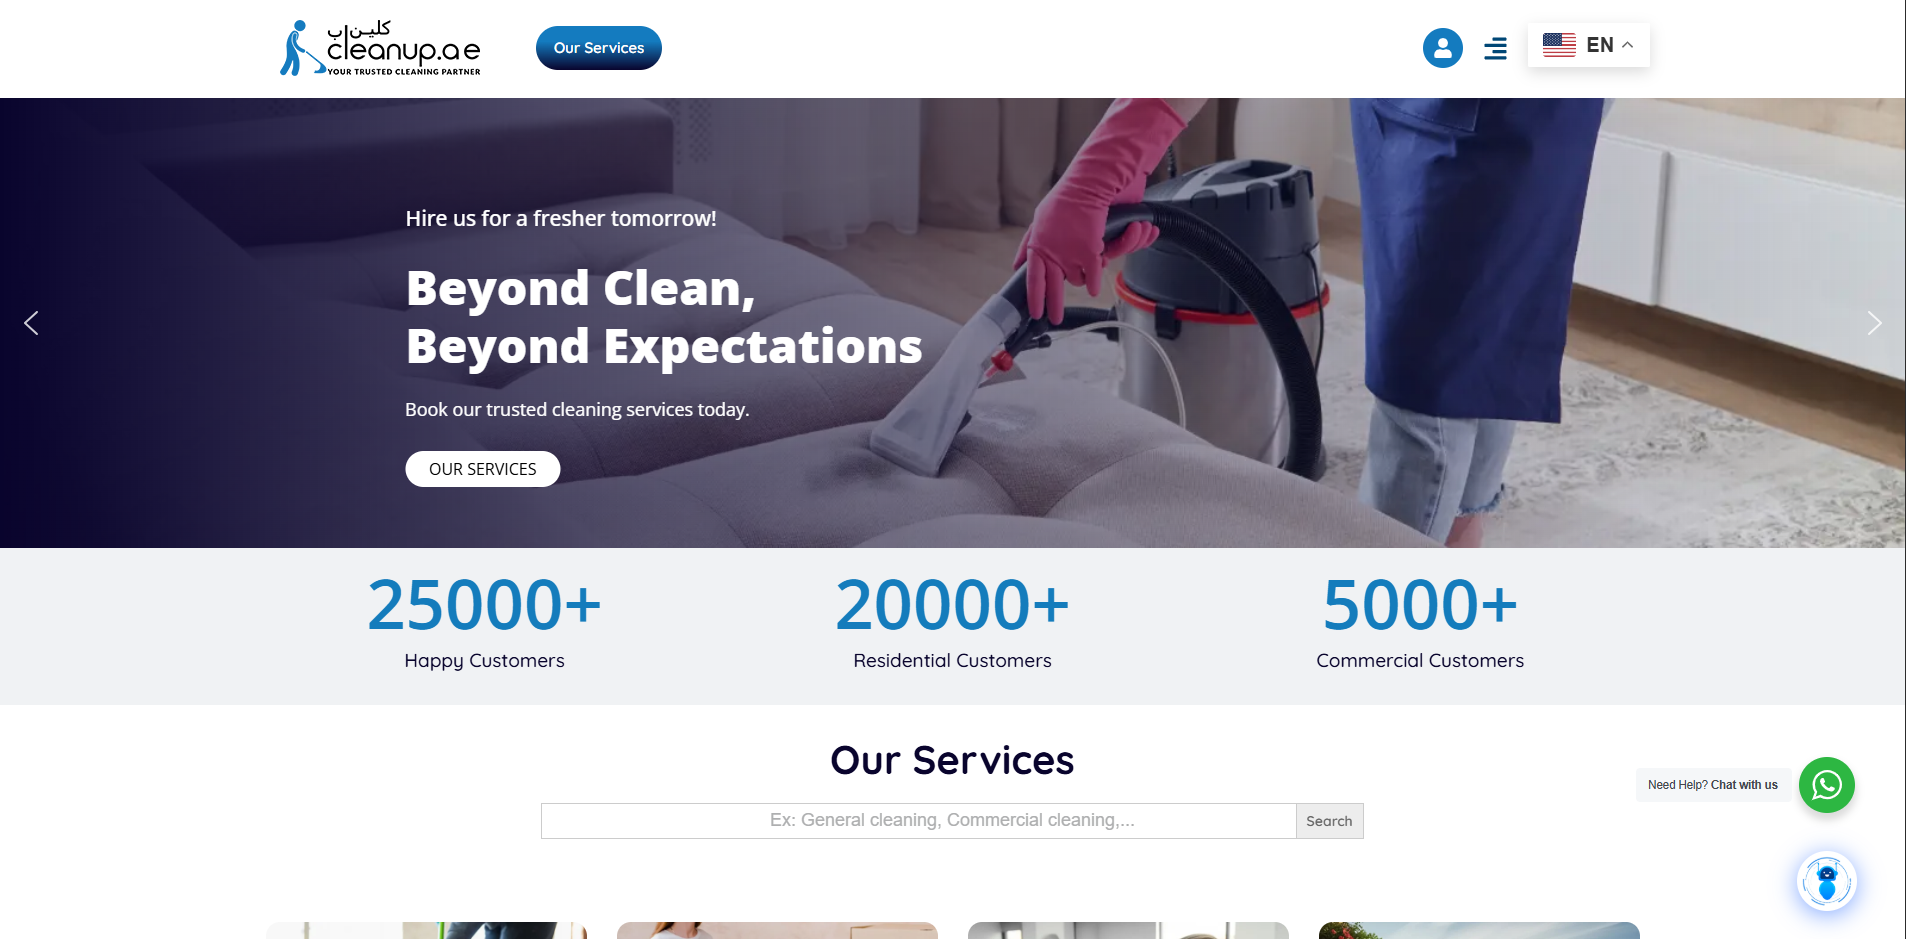 كلين اب
cleanup.ae
YOUR TRUSTED CLEANING PARTNER
Our Services
EN
Hire us for a fresher tomorrow!
Beyond Clean,
Beyond Expectations
Book our trusted cleaning services today.
OUR SERVICES
25000+
Happy Customers
20000+
Residential Customers
5000+
Commercial Customers
Our Services
Ex: General cleaning, Commercial cleaning,...
Search
Need Help? Chat with us